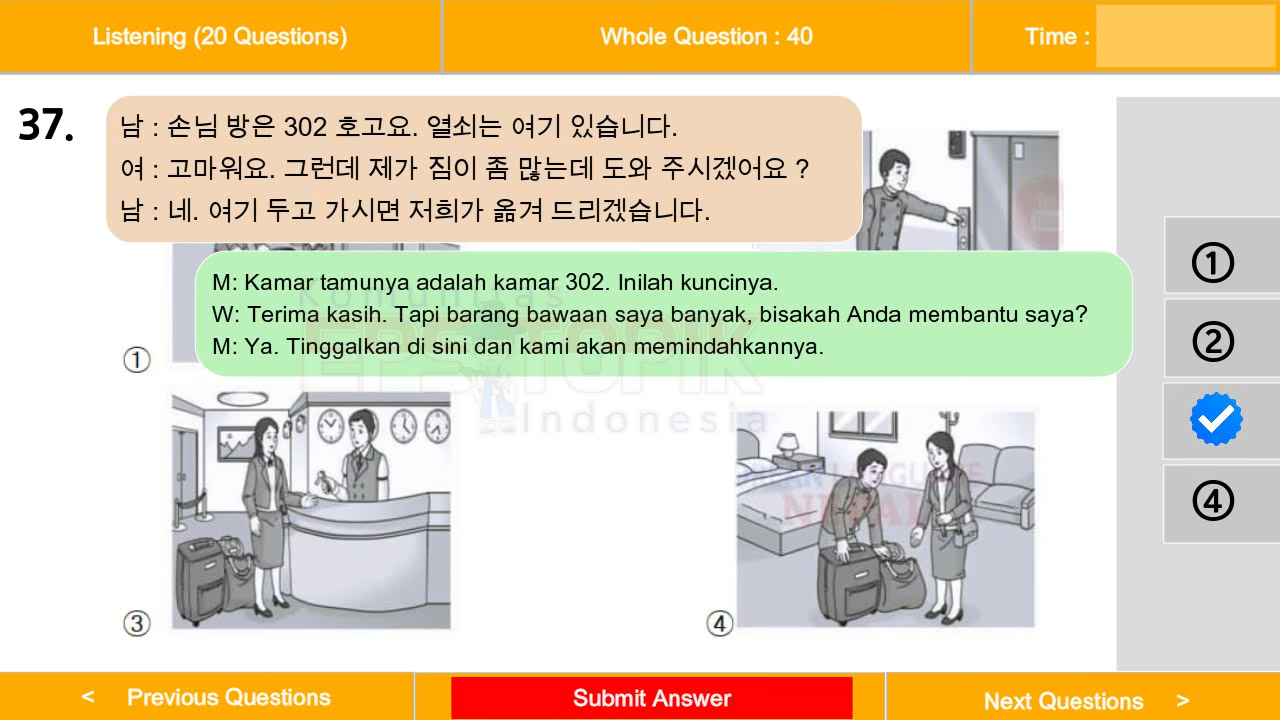 Listening (20 Questions)
Whole Question : 40
Time :
37.
남 : 손님 방은 302 호고요. 열쇠는 여기 있습니다.
여 : 고마워요. 그런데 제가 짐이 좀 많는데 도와 주시겠어요 ?
남 : 네. 여기 두고 가시면 저희가 옮겨 드리겠습니다.
Komunitas
M: Kamar tamunya adalah kamar 302. Inilah kuncinya.
W: Terima kasih. Tapi barang bawaan saya banyak, bisakah Anda membantu saya?
M: Ya. Tinggalkan di sini dan kami akan memindahkannya.
EPS TOPIK
Indonesia
①
③
④
①
②
④
< Previous Questions
Submit Answer
Next Questions >